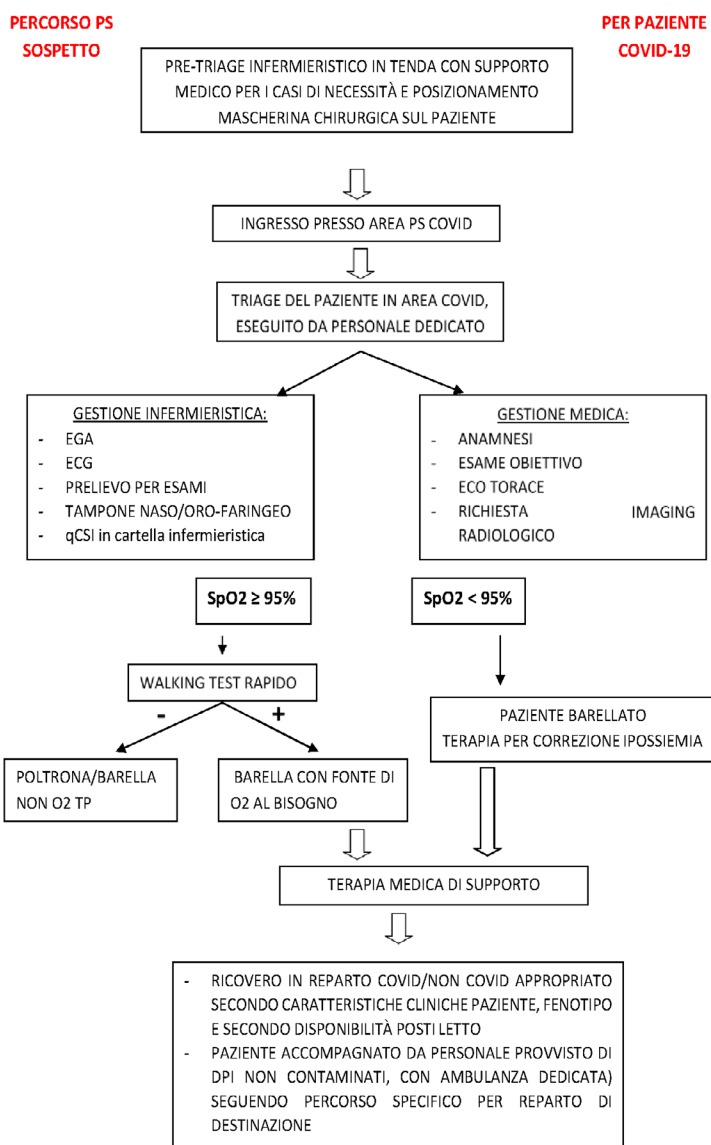 PERCORSO PS
SOSPETTO
PER PAZIENTE
COVID-19
PRE-TRIAGE INFERMIERISTICO IN TENDA CON SUPPORTO
MEDICO PER I CASI DI NECESSITÀ E POSIZIONAMENTO
MASCHERINA CHIRURGICA SUL PAZIENTE
INGRESSO PRESSO AREA PS COVID
TRIAGE DEL PAZIENTE IN AREA COVID,
ESEGUITO DA PERSONALE DEDICATO
GESTIONE INFERMIERISTICA:
- EGA
- ECG
- PRELIEVO PER ESAMI
- TAMPONE NASO/ORO-FARINGEO
- qCSI in cartella infermieristica
GESTIONE MEDICA:
- ANAMNESI
- ESAME OBIETTIVO
- ECO TORACE
- RICHIESTA IMAGING
RADIOLOGICO
SpO2 ≥ 95%
SpO2 < 95%
WALKING TEST RAPIDO
- +
POLTRONA/BARELLA
NON O2 TP
BARELLA CON FONTE DI
O2 AL BISOGNO
PAZIENTE BARELLATO
TERAPIA PER CORREZIONE IPOSSIEMIA
TERAPIA MEDICA DI SUPPORTO
- RICOVERO IN REPARTO COVID/NON COVID APPROPRIATO
SECONDO CARATTERISTICHE CLINICHE PAZIENTE, FENOTIPO
E SECONDO DISPONIBILITÀ POSTI LETTO
- PAZIENTE ACCOMPAGNATO DA PERSONALE PROVVISTO DI
DPI NON CONTAMINATI, CON AMBULANZA DEDICATA)
SEGUENDO PERCORSO SPECIFICO PER REPARTO DI
DESTINAZIONE